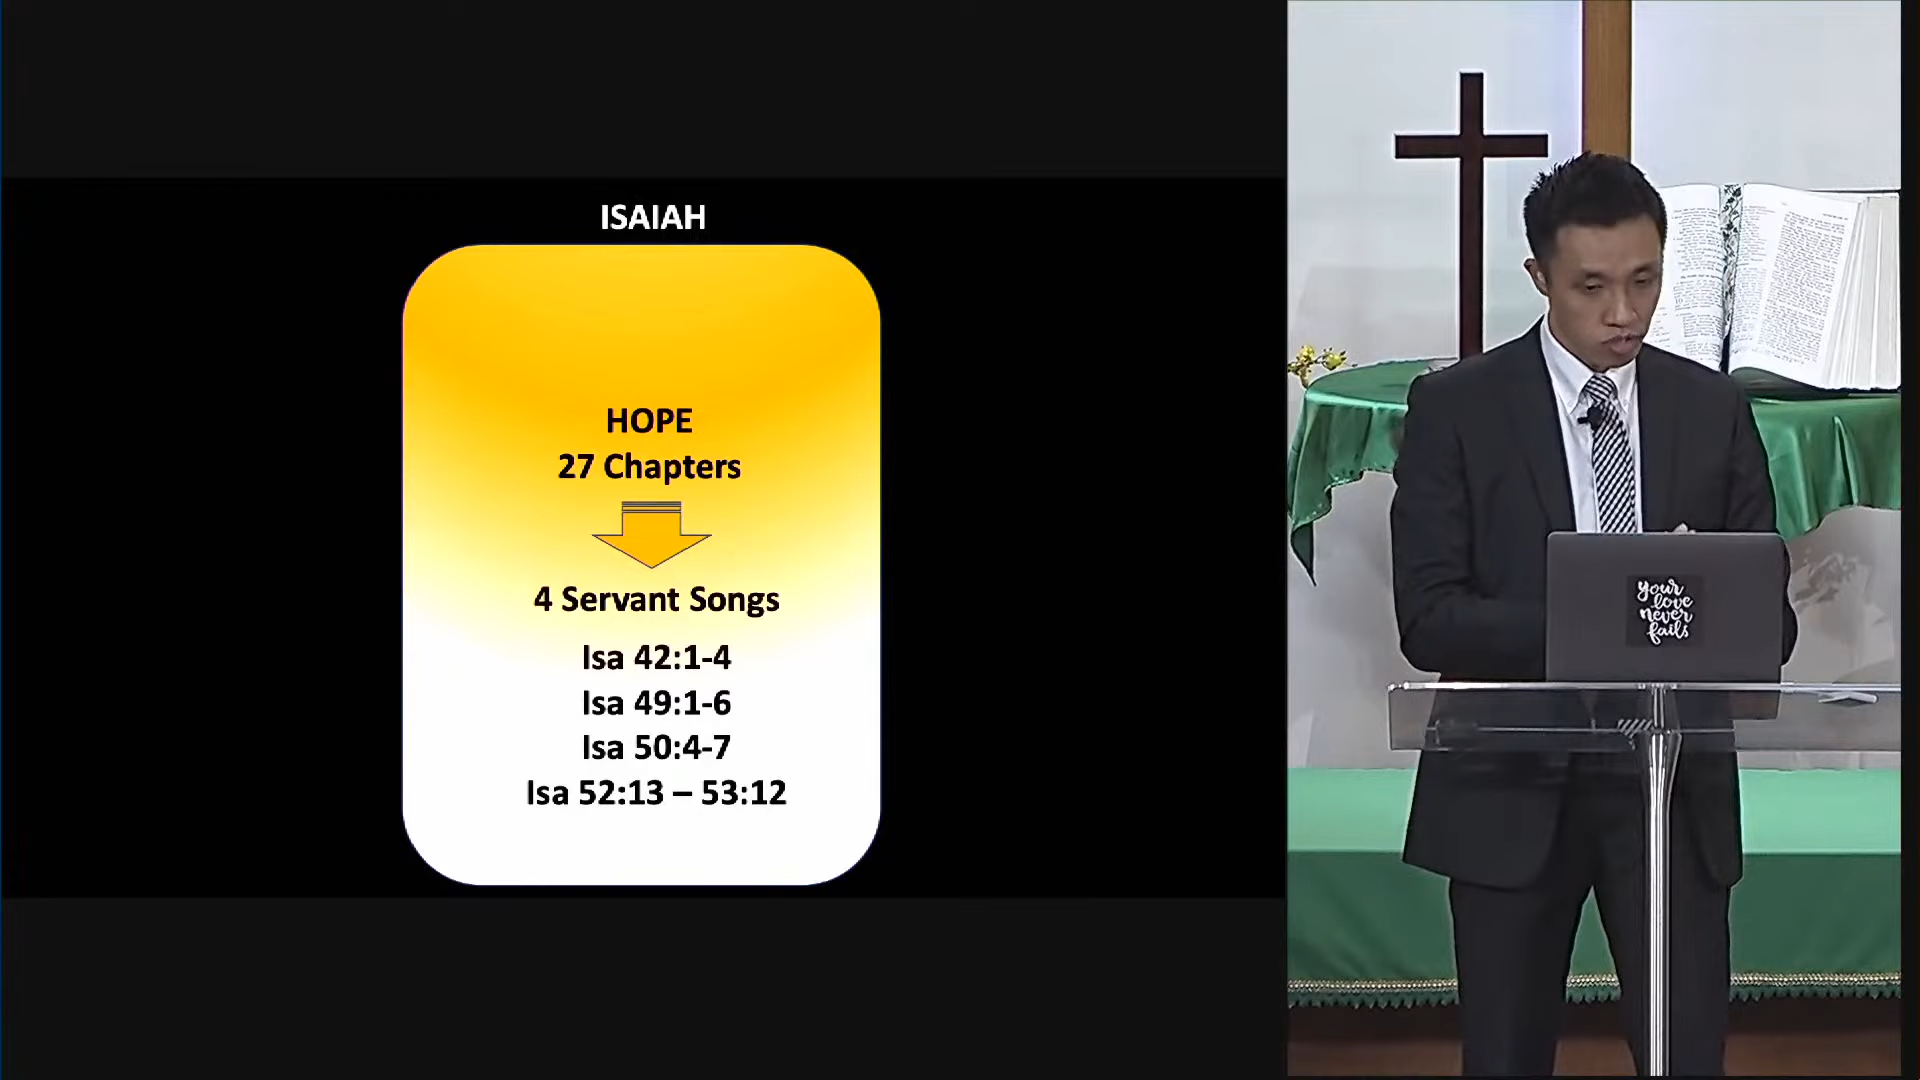 ISAIAH
HOPE
27 Chapters
4 Servant Songs
Isa 42:1-4
Isa 49:1-6
Isa 50:4-7
Isa 52:13 – 53:12
your
love
never
fails